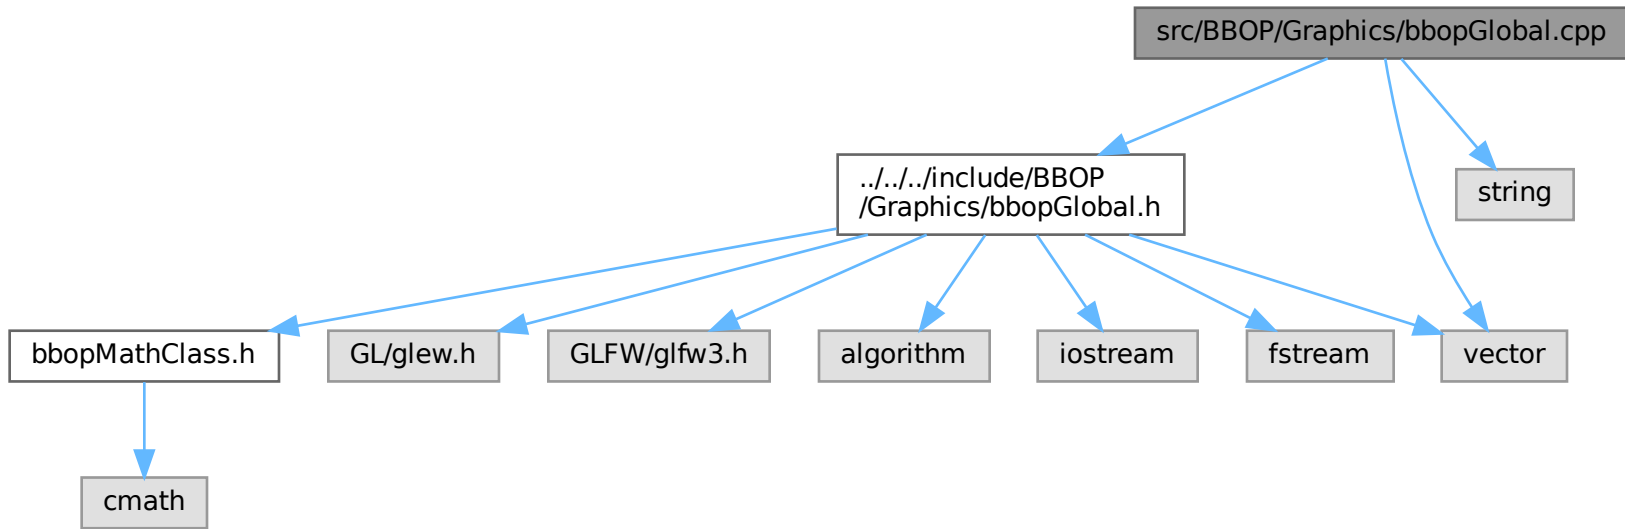 src/BBOP/Graphics/bbopGlobal.cpp
../../../include/BBOP
/Graphics/bbopGlobal.h
string
bbopMathClass.h
GL/glew.h
GLFW/glfw3.h
algorithm
iostream
fstream
vector
cmath